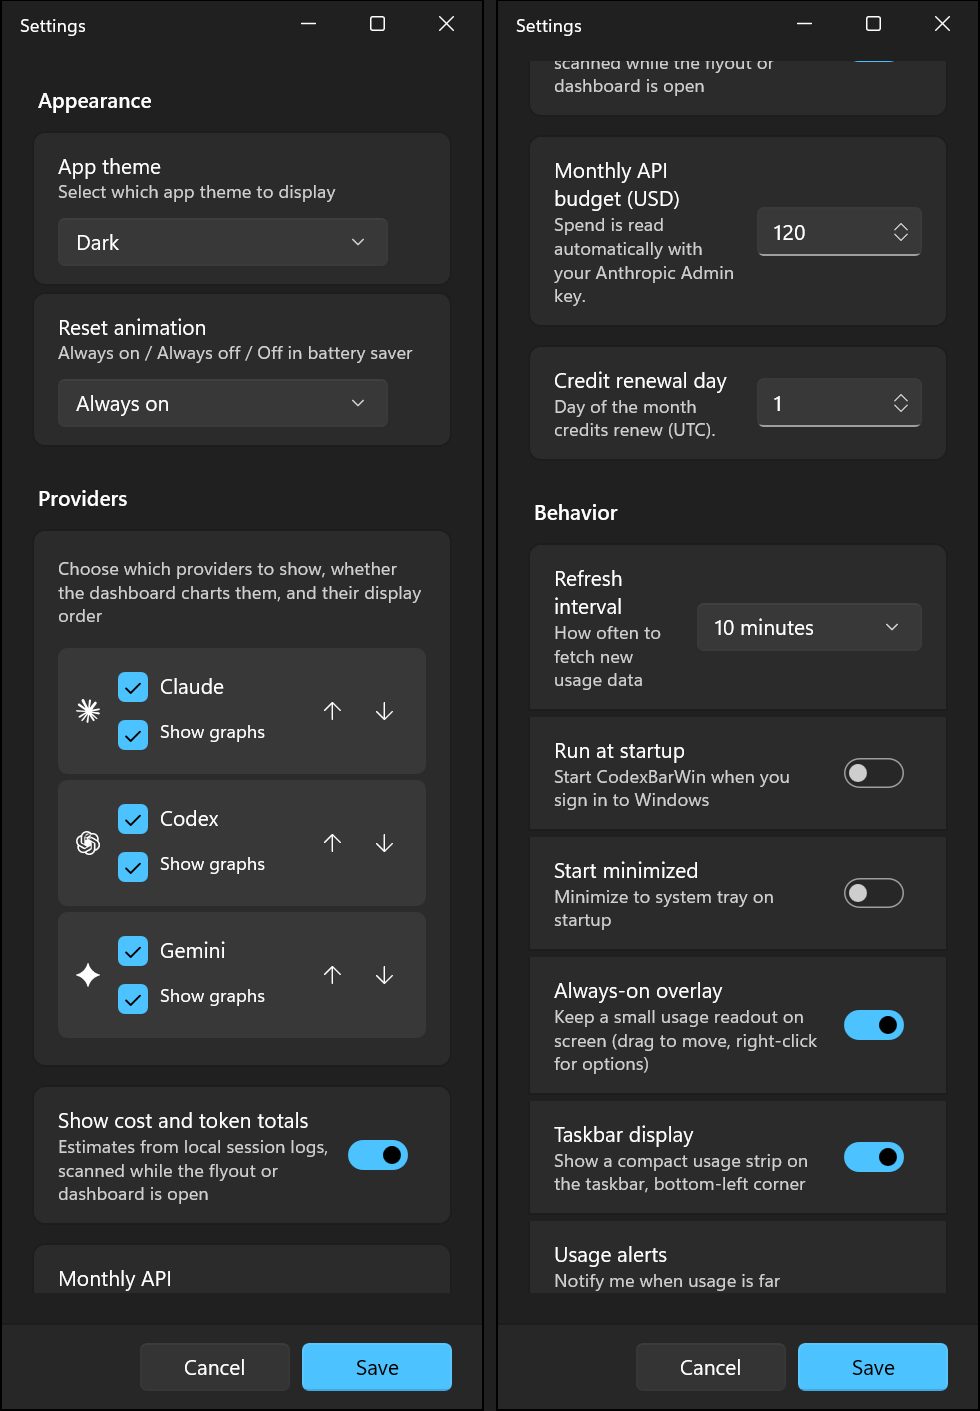 Settings
Appearance
App theme
Select which app theme to display
Dark
Reset animation
Always on / Always off / Off in battery saver
Always on
Providers
Choose which providers to show, whether
the dashboard charts them, and their display
order
Claude
Show graphs
Codex
Show graphs
Gemini
Show graphs
Show cost and token totals
Estimates from local session logs,
scanned while the flyout or
dashboard is open
Monthly API
Cancel
Save
Settings
scanned while the flyout or
dashboard is open
Monthly API
budget (USD)
Spend is read
automatically with
your Anthropic Admin
key.
120
Credit renewal day
Day of the month
credits renew (UTC).
1
Behavior
Refresh
interval
How often to
fetch new
usage data
10 minutes
Run at startup
Start CodexBarWin when you
sign in to Windows
Start minimized
Minimize to system tray on
startup
Always-on overlay
Keep a small usage readout on
screen (drag to move, right-click
for options)
Taskbar display
Show a compact usage strip on
the taskbar, bottom-left corner
Usage alerts
Notify me when usage is far
Cancel
Save